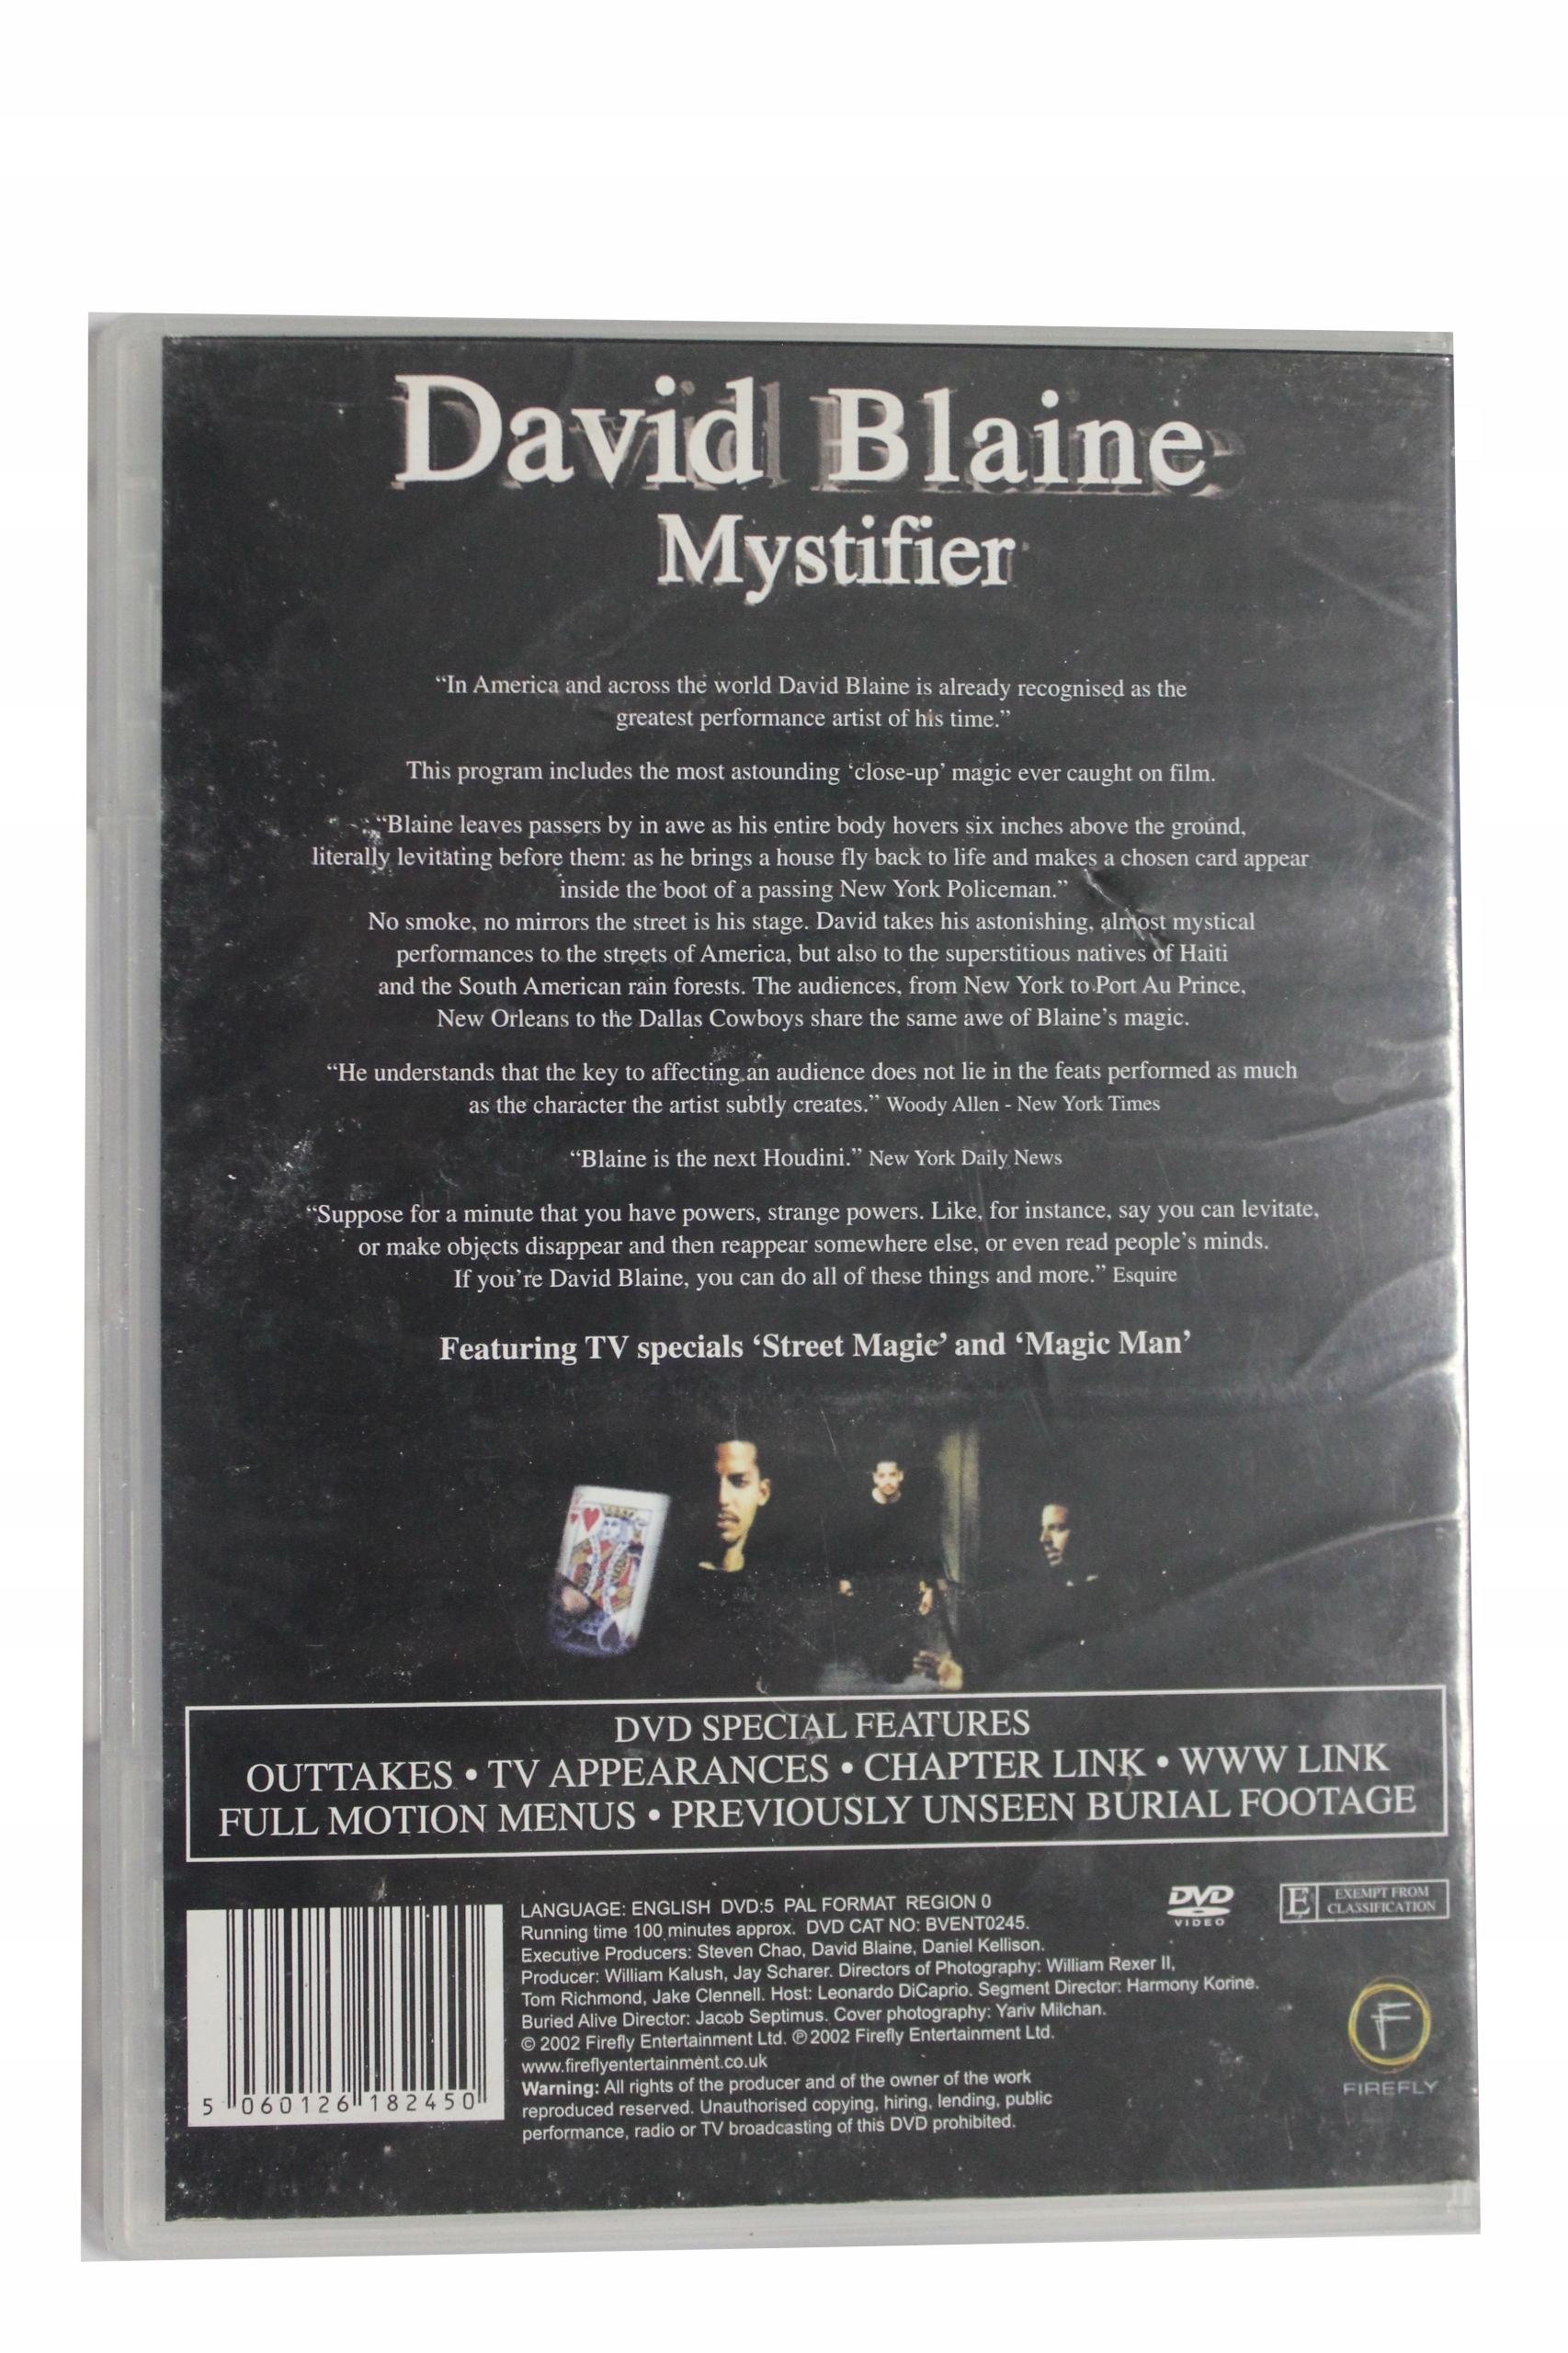 David Blaine
Mystifier
“In America and across the world David Blaine is already recognised as the
greatest performance artist of his time.”
This program includes the most astounding ‘close-up’ magic ever caught on film.
“Blaine leaves passers by in awe as his entire body hovers six inches above the ground,
literally levitating before them: as he brings a house fly back to life and makes a chosen card appear
inside the boot of a passing New York Policeman.”
No smoke, no mirrors the street is his stage. David takes his astonishing, almost mystical
performances to the streets of America, but also to the superstitious natives of Haiti
and the South American rain forests. The audiences, from New York to Port Au Prince,
New Orleans to the Dallas Cowboys share the same awe of Blaine’s magic.
“He understands that the key to affecting an audience does not lie in the feats performed as much
as the character the artist subtly creates.” Woody Allen - New York Times
“Blaine is the next Houdini.” New York Daily News
“Suppose for a minute that you have powers, strange powers. Like, for instance, say you can levitate,
or make objects disappear and then reappear somewhere else, or even read people’s minds.
If you’re David Blaine, you can do all of these things and more.” Esquire
Featuring TV specials ‘Street Magic’ and ‘Magic Man’
DVD SPECIAL FEATURES
OUTTAKES • TV APPEARANCES • CHAPTER LINK • WWW LINK
FULL MOTION MENUS • PREVIOUSLY UNSEEN BURIAL FOOTAGE
LANGUAGE: ENGLISH DVD:5 PAL FORMAT REGION 0
Running time 100 minutes approx. DVD CAT NO: BVENT0245.
Executive Producers: Steven Chao, David Blaine, Daniel Kellison.
Producer: William Kalush, Jay Scharer. Directors of Photography: William Rexer II,
Tom Richmond, Jake Clennell. Host: Leonardo DiCaprio. Segment Director: Harmony Korine.
Buried Alive Director: Jacob Septimus. Cover photography: Yariv Milchan.
© 2002 Firefly Entertainment Ltd. ℗ 2002 Firefly Entertainment Ltd.
www.fireflyentertainment.co.uk
Warning: All rights of the producer and of the owner of the work
reproduced reserved. Unauthorised copying, hiring, lending, public
performance, radio or TV broadcasting of this DVD prohibited.
5 060126 182450
DVD
VIDEO
E EXEMPT FROM
CLASSIFICATION
F
FIREFLY